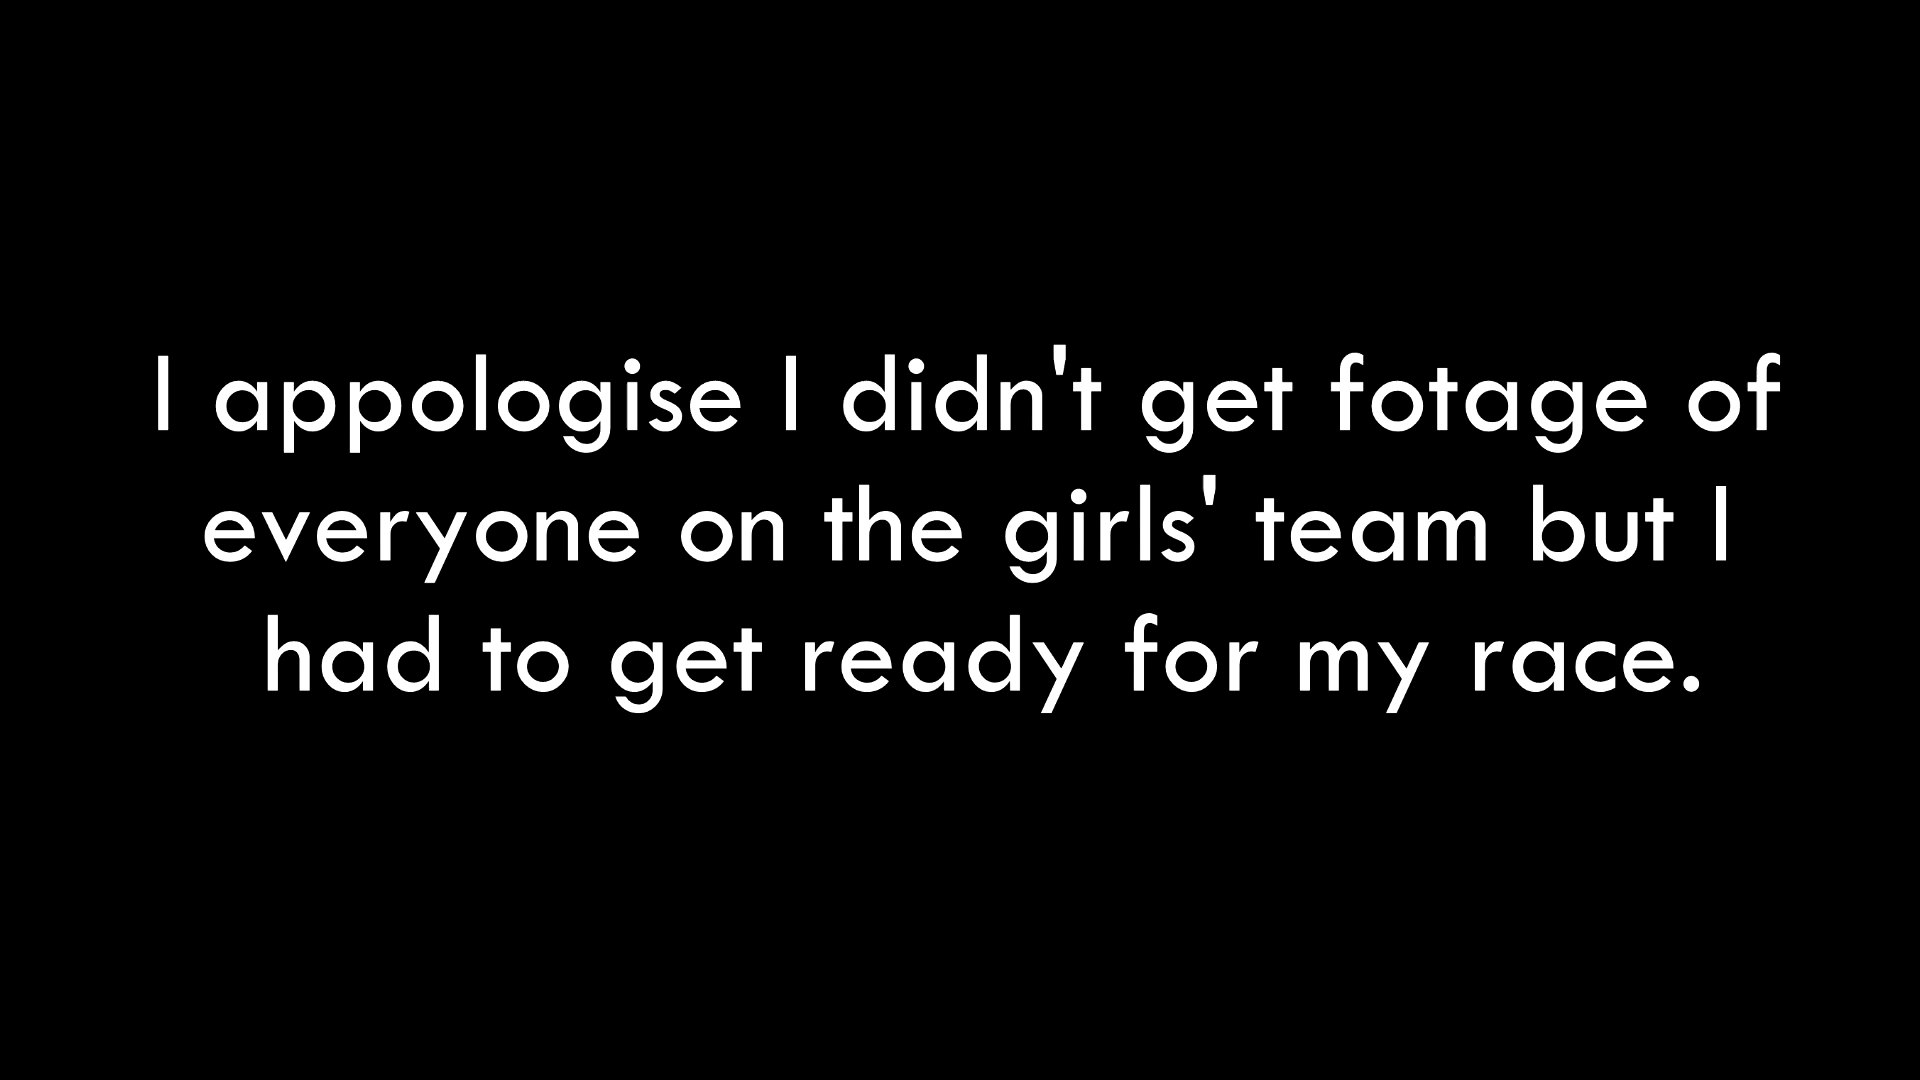 I appologise I didn't get fotage of
everyone on the girls' team but I
had to get ready for my race.